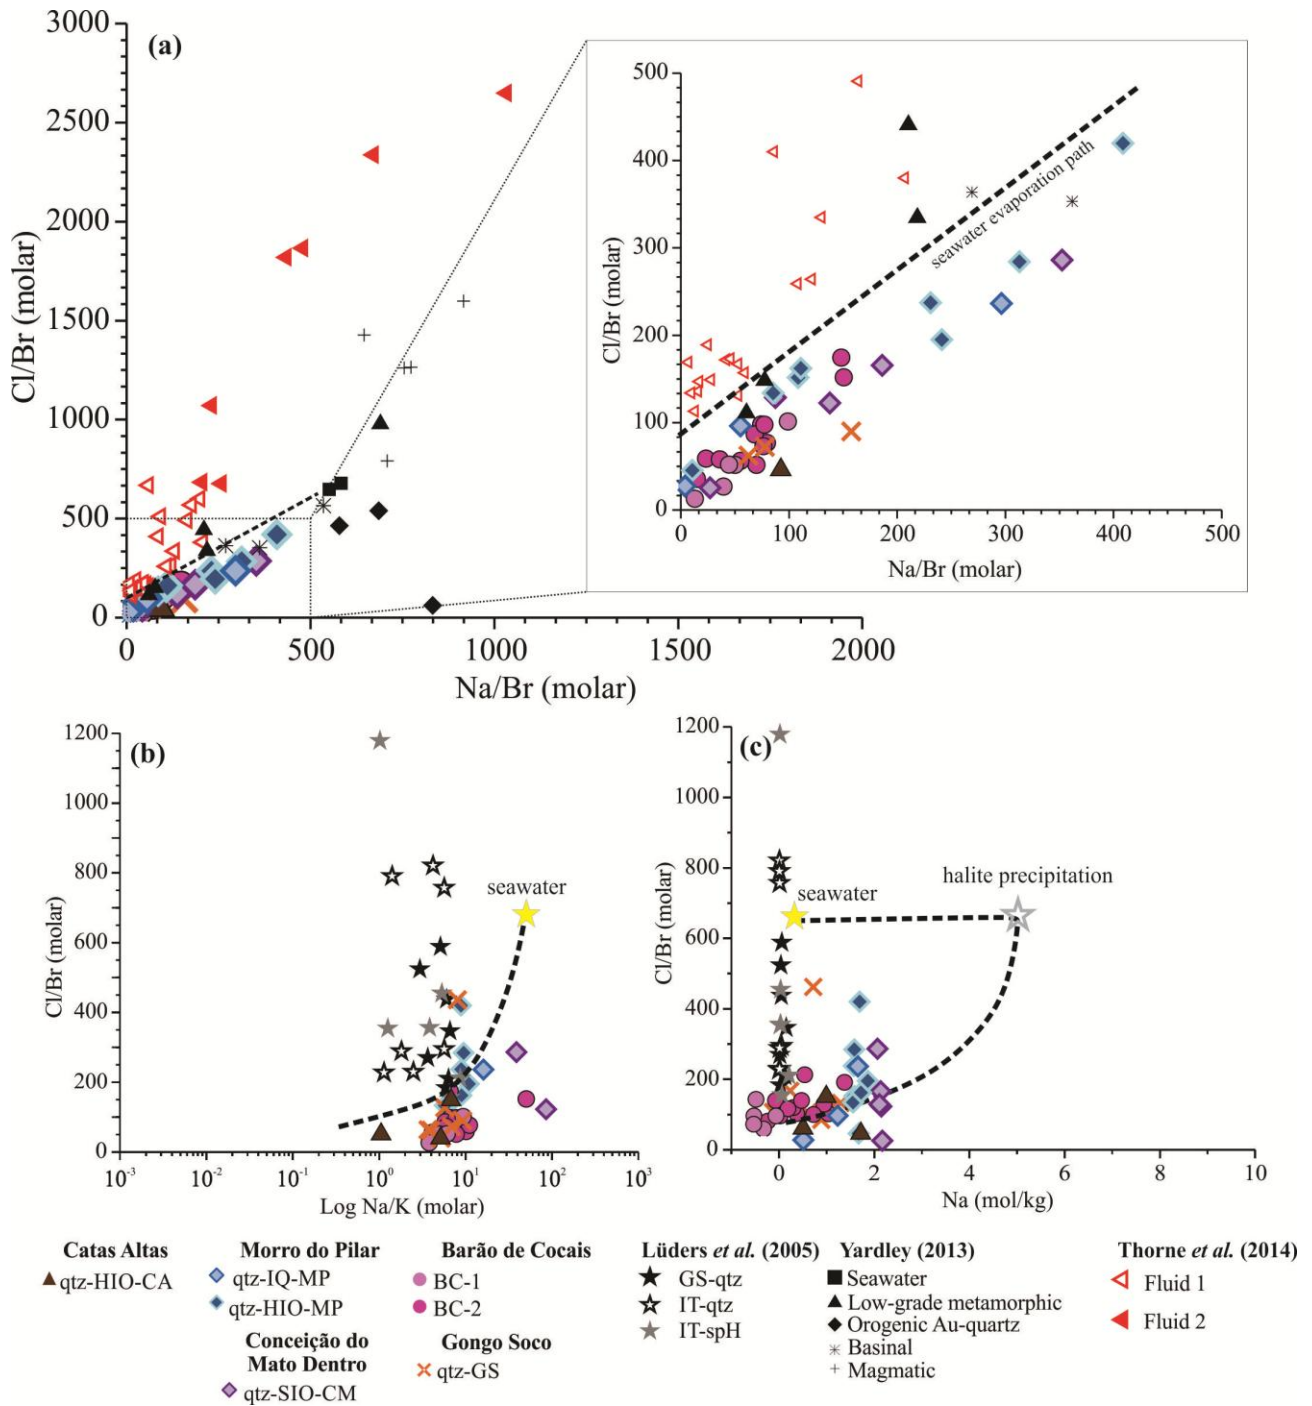 (a)
3000
2500
2000
1500
1000
500
0
Cl/Br (molar)
0 500 1000 1500 2000
Na/Br (molar)
500
400
300
200
100
0
Cl/Br (molar)
seawater evaporation path
0 100 200 300 400 500
Na/Br (molar)
(b)
1200
1000
800
600
400
200
0
Cl/Br (molar)
seawater
10-3 10-2 10-1 100 101 102 103
Log Na/K (molar)
(c)
1200
1000
800
600
400
200
0
Cl/Br (molar)
seawater
halite precipitation
0 2 4 6 8 10
Na (mol/kg)
Catas Altas
qtz-HIO-CA
Morro do Pilar
qtz-IQ-MP
qtz-HIO-MP
Conceição do
Mato Dentro
qtz-SIO-CM
Barão de Cocais
BC-1
BC-2
Gongo Soco
qtz-GS
Lüders et al. (2005)
GS-qtz
IT-qtz
IT-spH
Yardley (2013)
Seawater
Low-grade metamorphic
Orogenic Au-quartz
Basinal
Magmatic
Thorne et al. (2014)
Fluid 1
Fluid 2